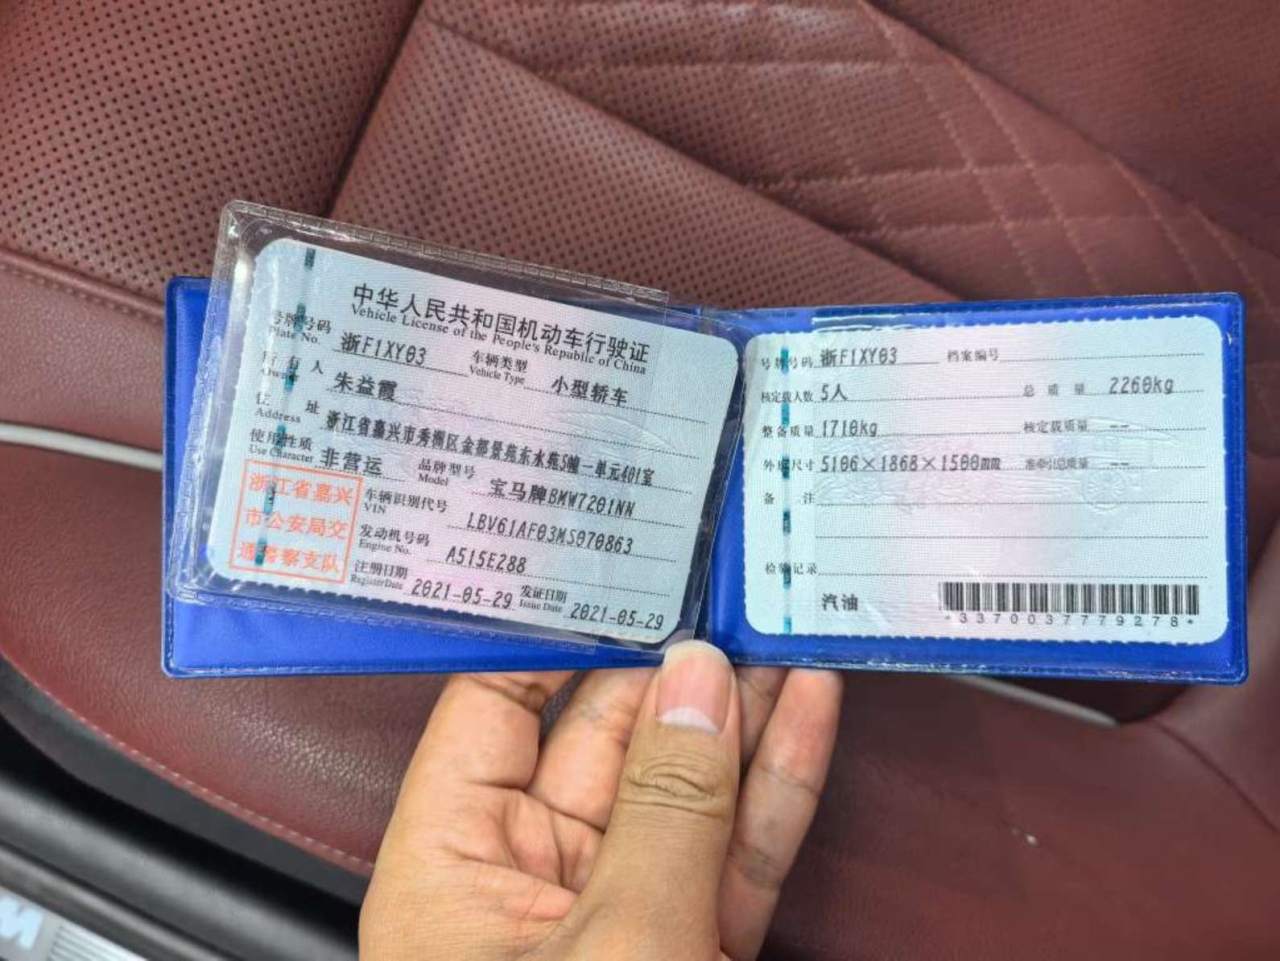 中华人民共和国机动车行驶证
Vehicle License of the People's Republic of China
号牌号码 浙F1XY03 车辆类型 小型轿车
Plate No. Vehicle Type
所有人 朱益霞
Owner
住址 浙江省嘉兴市秀洲区金都景苑东水苑5幢一单元401室
Address
使用性质 非营运 品牌型号 宝马牌BMW7201NN
Use Character Model
浙江省嘉兴
市公安局交
通警察支队
车辆识别代号 LBV61AF03MS070863
VIN
发动机号码 A515E288
Engine No.
注册日期 2021-05-29 发证日期 2021-05-29
Register Date Issue Date
号牌号码 浙F1XY03 档案编号
核定载人数 5人 总质量 2260kg
整备质量 1710kg 核定载质量 --
外廓尺寸 5106×1868×1500mm 准牵引总质量 --
备注
检验记录
汽油
*3370037779278*